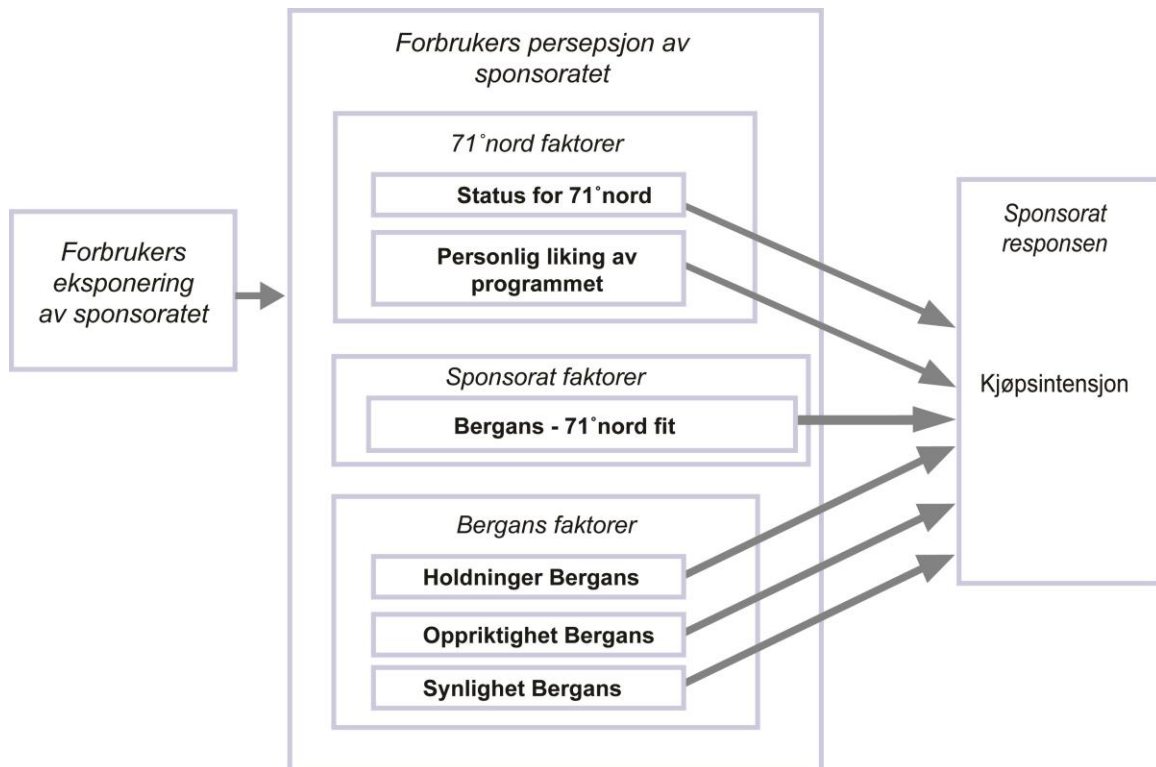 Forbrukers
eksponering
av sponsoratet
Forbrukers persepsjon av
sponsoratet
71˚nord faktorer
Status for 71˚nord
Personlig liking av
programmet
Sponsorat faktorer
Bergans - 71˚nord fit
Bergans faktorer
Holdninger Bergans
Oppriktighet Bergans
Synlighet Bergans
Sponsorat
responsen
Kjøpsintensjon